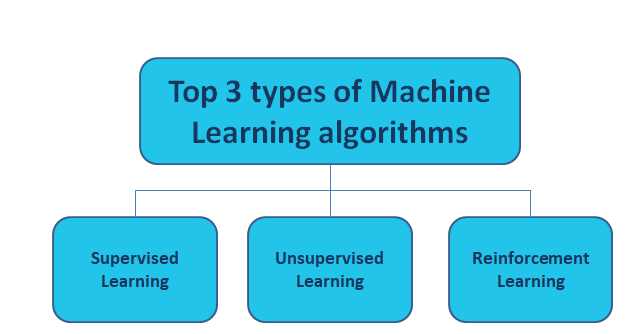 Top 3 types of Machine
Learning algorithms
Supervised
Learning
Unsupervised
Learning
Reinforcement
Learning